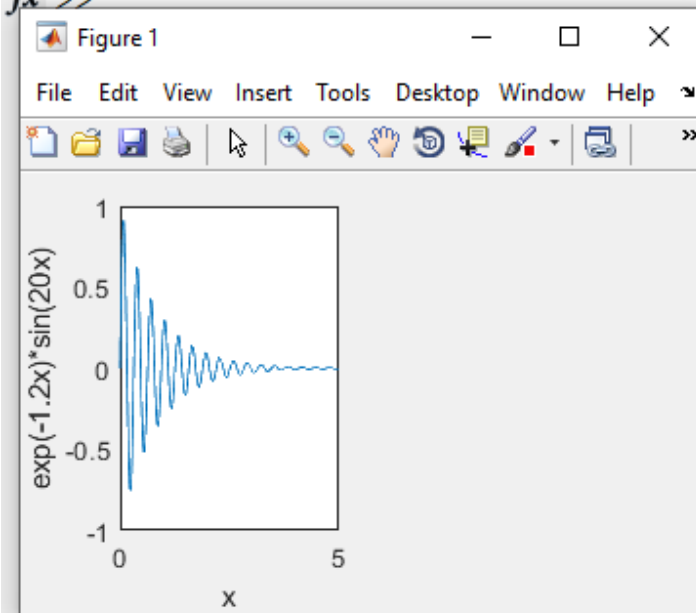 fx >>
Figure 1
File Edit View Insert Tools Desktop Window Help
1
0.5
0
-0.5
-1
exp(-1.2x)*sin(20x)
0 5
x